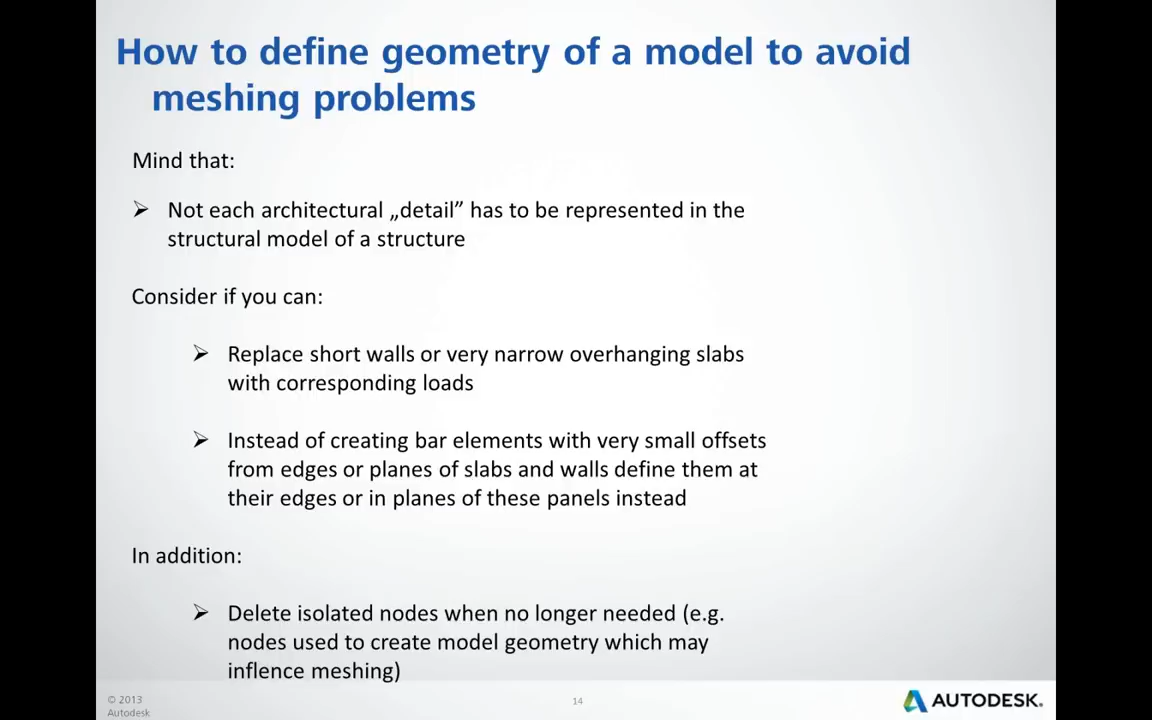 How to define geometry of a model to avoid
meshing problems
Mind that:
➢ Not each architectural „detail” has to be represented in the
structural model of a structure
Consider if you can:
➢ Replace short walls or very narrow overhanging slabs
with corresponding loads
➢ Instead of creating bar elements with very small offsets
from edges or planes of slabs and walls define them at
their edges or in planes of these panels instead
In addition:
➢ Delete isolated nodes when no longer needed (e.g.
nodes used to create model geometry which may
inflence meshing)
© 2013
Autodesk
14
AUTODESK.